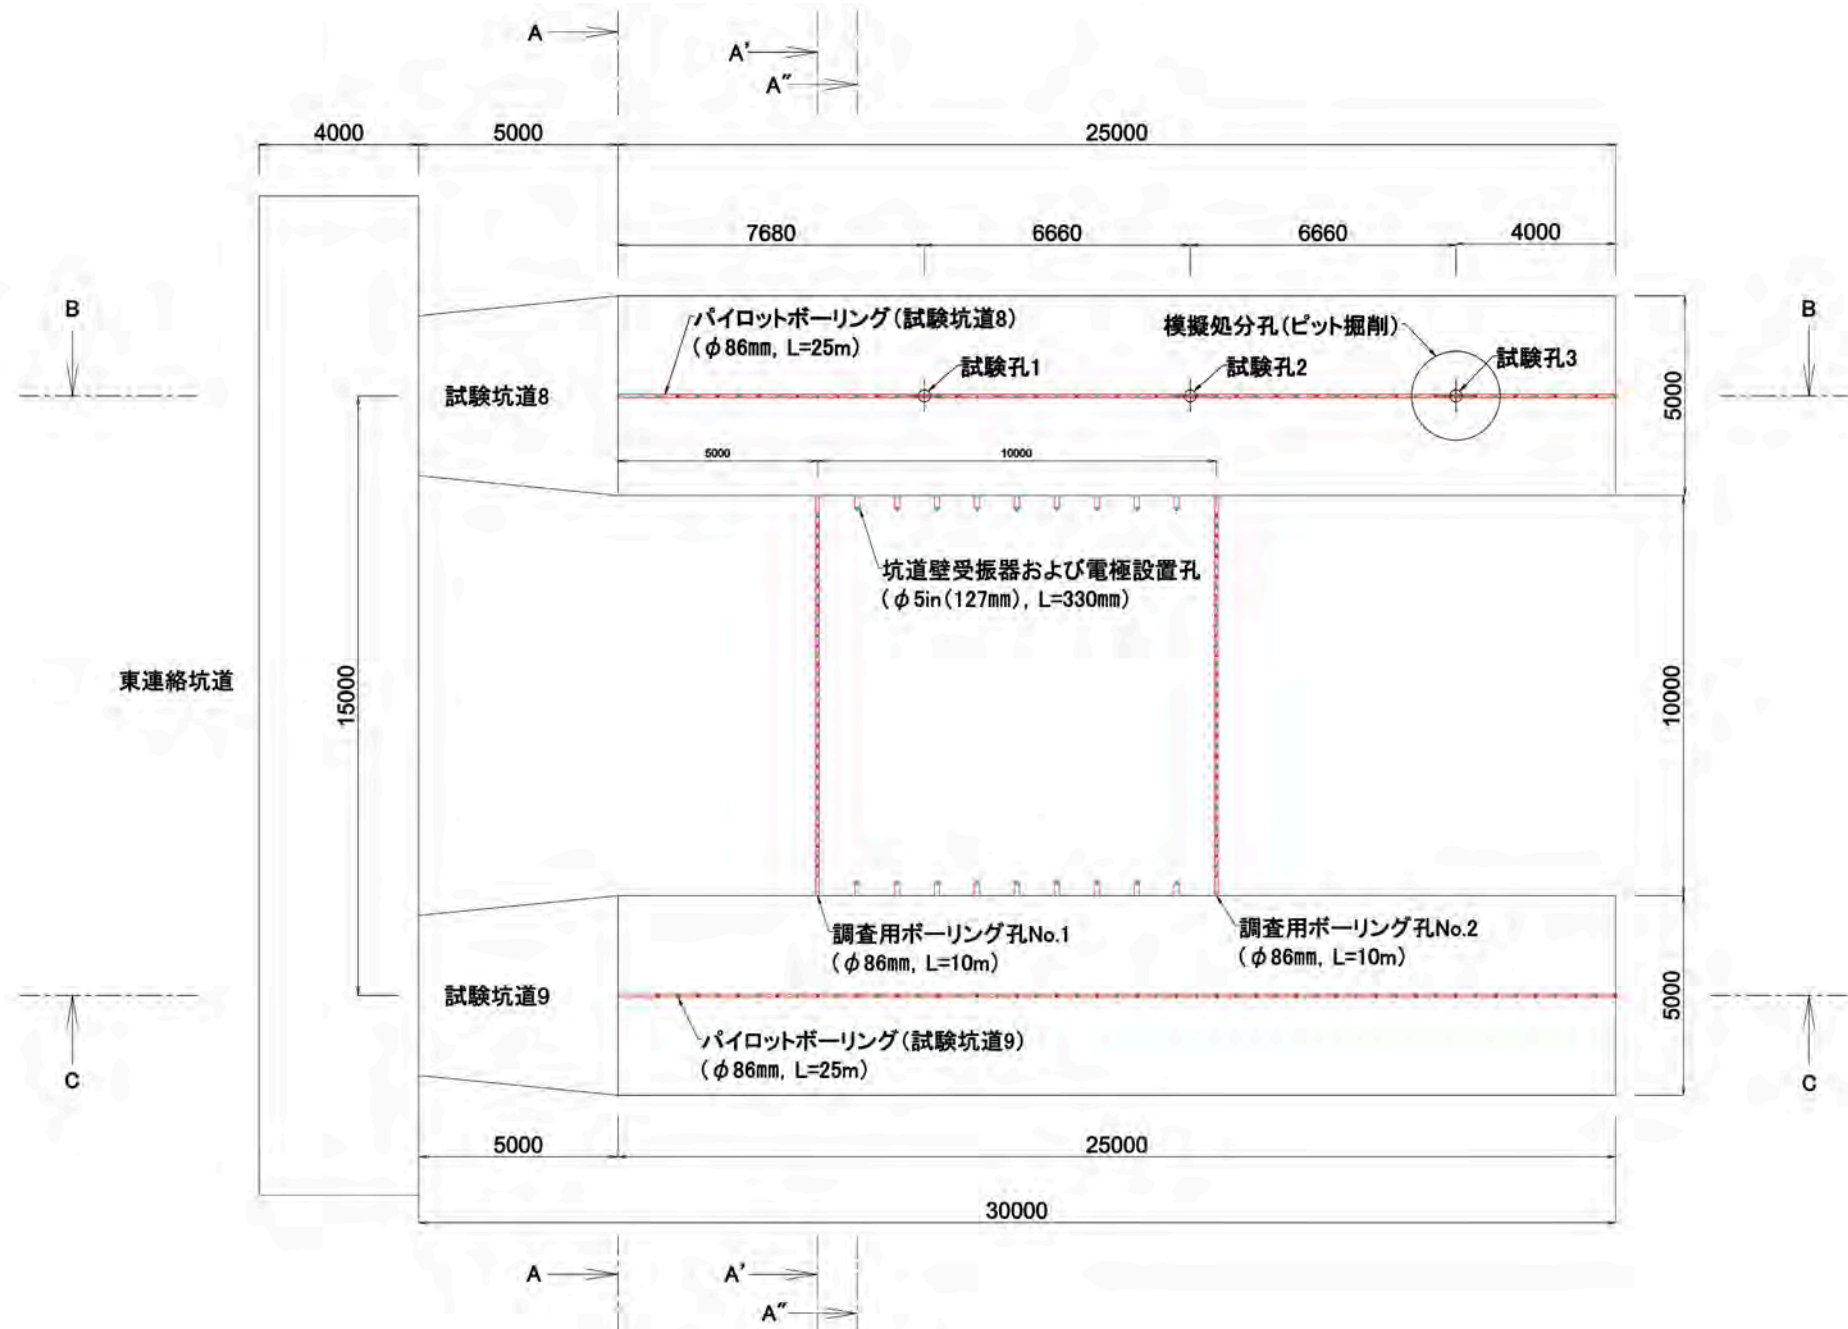 A
A'
A"
4000
5000
25000
7680
6660
6660
4000
B
B
パイロットボーリング(試験坑道8)
(φ86mm, L=25m)
模擬処分孔(ピット掘削)
試験孔1
試験孔2
試験孔3
試験坑道8
5000
5000
10000
坑道壁受振器および電極設置孔
(φ5in(127mm), L=330mm)
東連絡坑道
15000
10000
調査用ボーリング孔No.1
(φ86mm, L=10m)
調査用ボーリング孔No.2
(φ86mm, L=10m)
試験坑道9
5000
パイロットボーリング(試験坑道9)
(φ86mm, L=25m)
C
C
5000
25000
30000
A
A'
A"